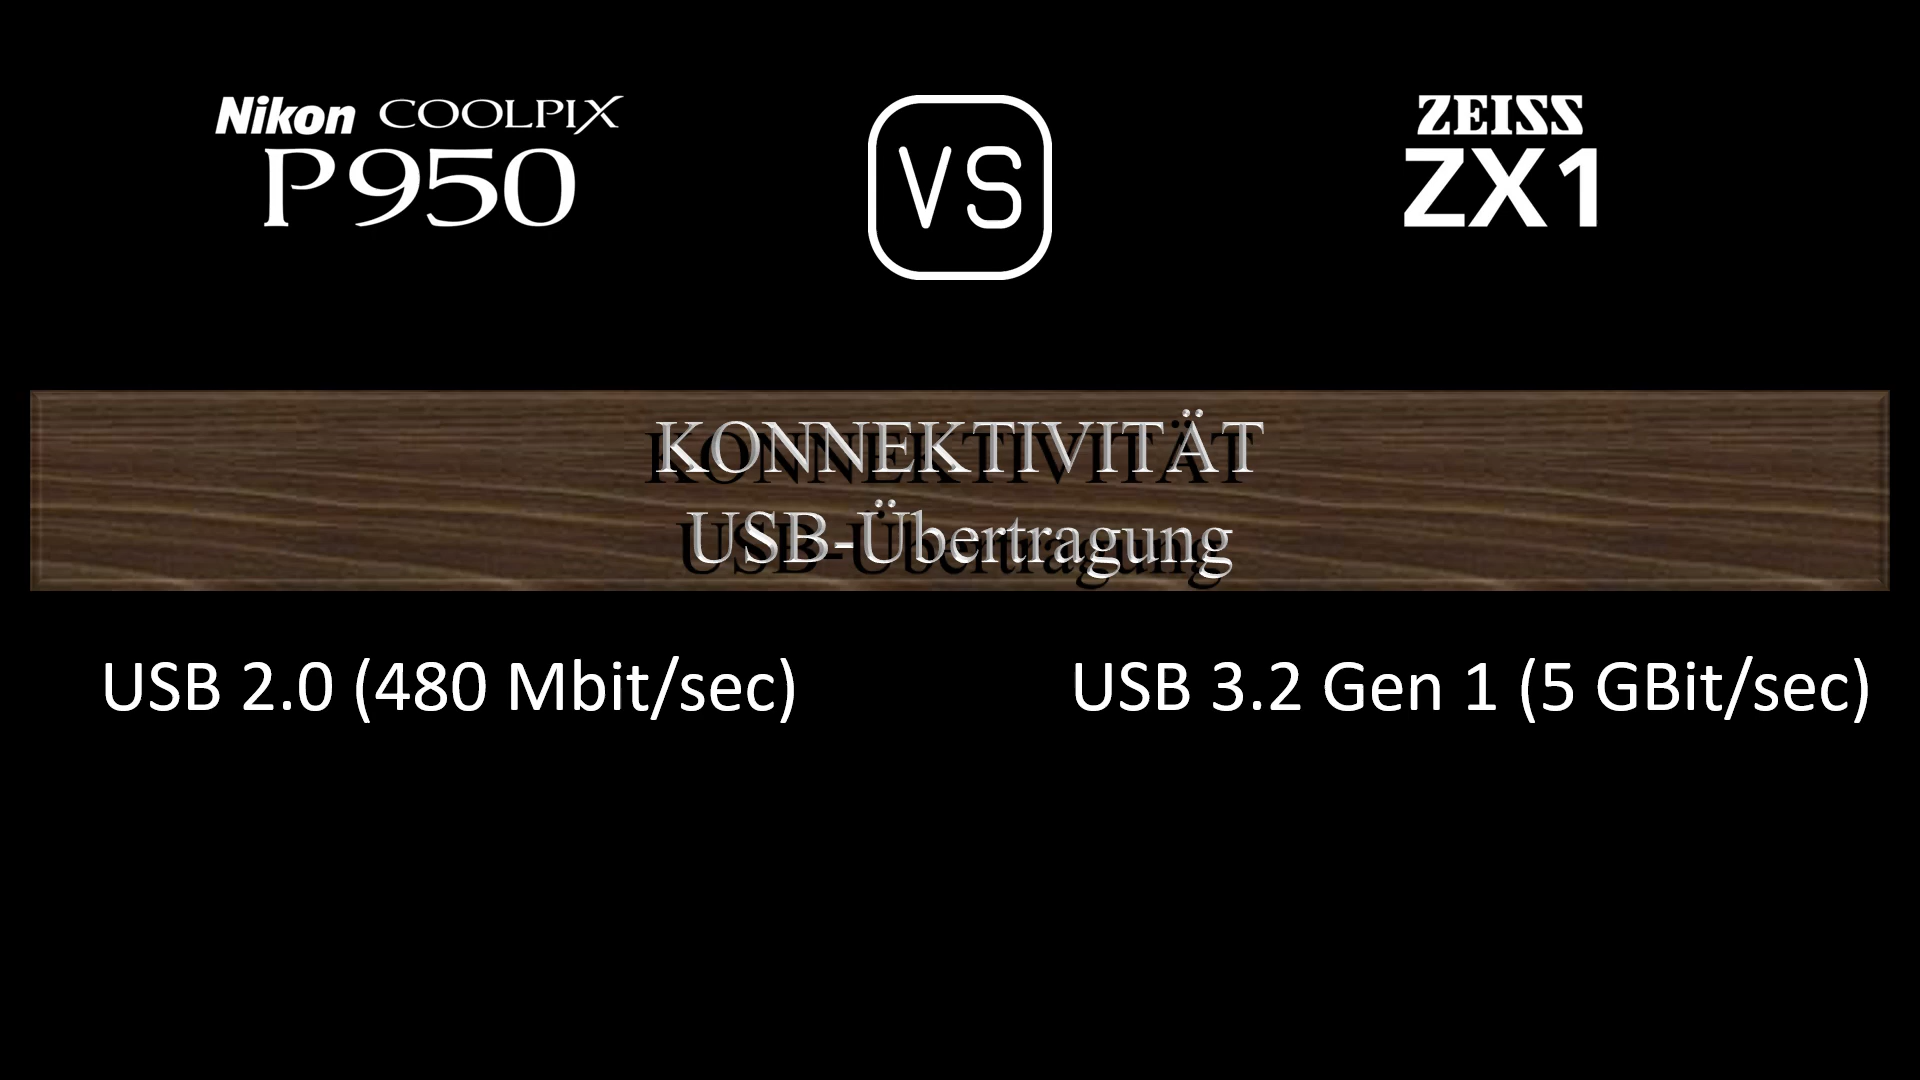 Nikon COOLPIX
P950
VS
ZEISS
ZX1
KONNEKTIVITÄT
USB-Übertragung
USB 2.0 (480 Mbit/sec)
USB 3.2 Gen 1 (5 GBit/sec)